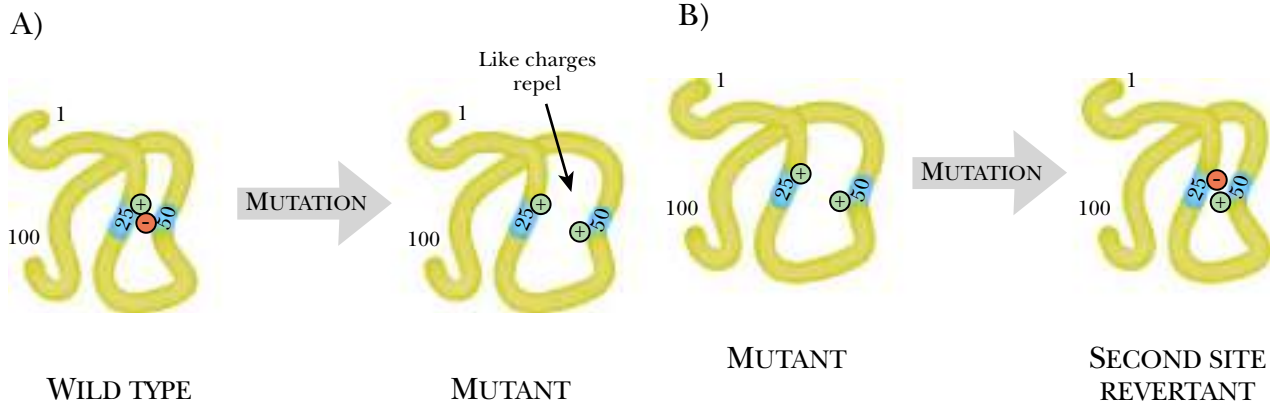 A)
1
100
25
50
+
-
WILD TYPE
MUTATION
Like charges
repel
1
100
25
50
+
+
MUTANT
B)
1
100
25
50
+
+
MUTANT
MUTATION
1
100
25
50
-
+
SECOND SITE
REVERTANT